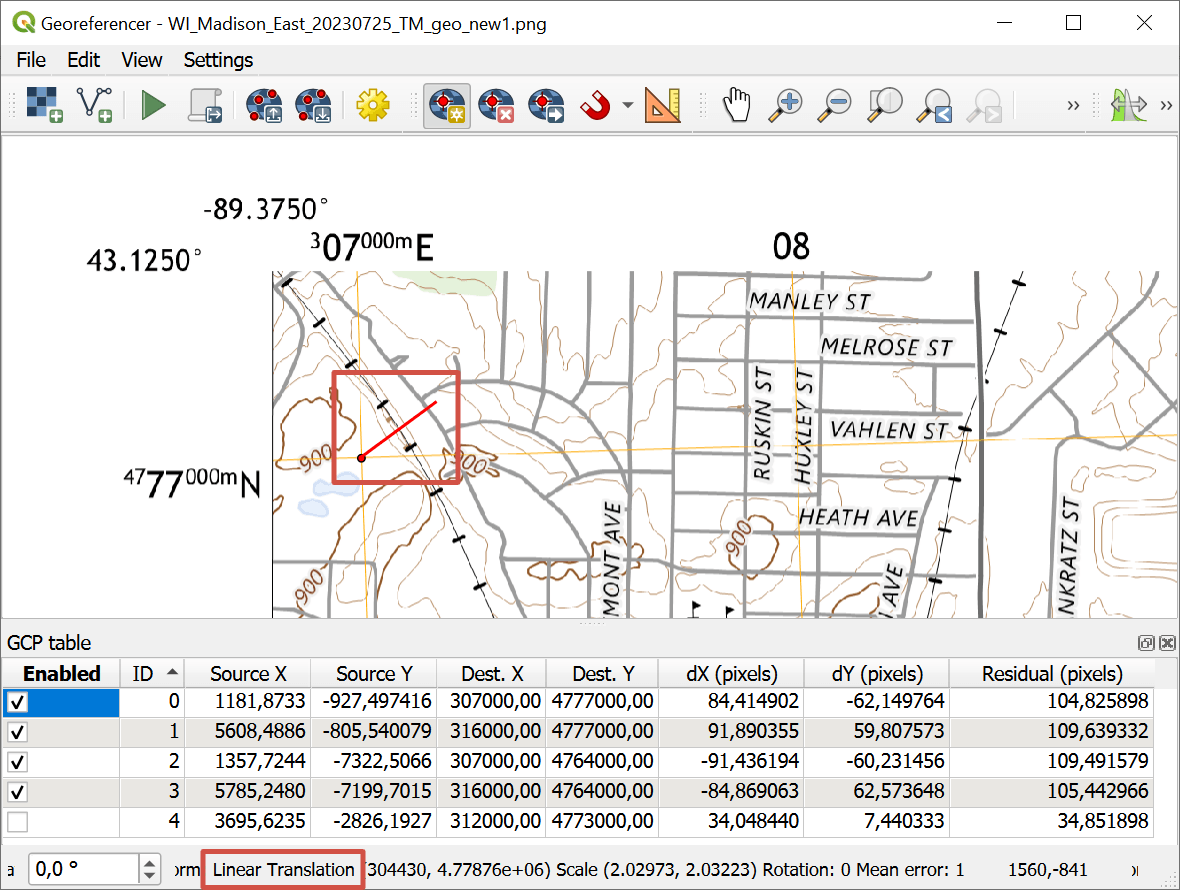 Georeferencer - WI_Madison_East_20230725_TM_geo_new1.png
File Edit View Settings
» »
-89.3750°
43.1250°
³07⁰⁰⁰ᵐE 08
MANLEY ST
MELROSE ST
RUSKIN ST
HUXLEY ST
VAHLEN ST
900 900
⁴⁷77⁰⁰⁰ᵐN
HEATH AVE
MONT AVE
900
900
AVE
NKRATZ ST
GCP table
Enabled ID Source X Source Y Dest. X Dest. Y dX (pixels) dY (pixels) Residual (pixels)
0 1181,8733 -927,497416 307000,00 4777000,00 84,414902 -62,149764 104,825898
1 5608,4886 -805,540079 316000,00 4777000,00 91,890355 59,807573 109,639332
2 1357,7244 -7322,5066 307000,00 4764000,00 -91,436194 -60,231456 109,491579
3 5785,2480 -7199,7015 316000,00 4764000,00 -84,869063 62,573648 105,442966
4 3695,6235 -2826,1927 312000,00 4773000,00 34,048440 7,440333 34,851898
a 0,0 ° orm Linear Translation (304430, 4.77876e+06) Scale (2.02973, 2.03223) Rotation: 0 Mean error: 1 1560,-841